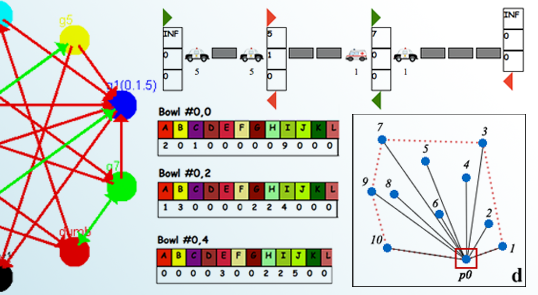 g5
g1(0.1.5)
g7
dumb
INF
0
0
5
5
5
1
0
1
7
0
0
1
INF
0
0
Bowl #0,0
A B C D E F G H I J K L
2 0 1 0 0 0 0 0 9 0 0 0
Bowl #0,2
A B C D E F G H I J K L
1 3 0 0 0 0 2 2 4 0 0 0
Bowl #0,4
A B C D E F G H I J K L
0 0 0 0 3 0 0 2 2 5 0 0
7
3
5
4
9
8
6
2
10
1
p0
d